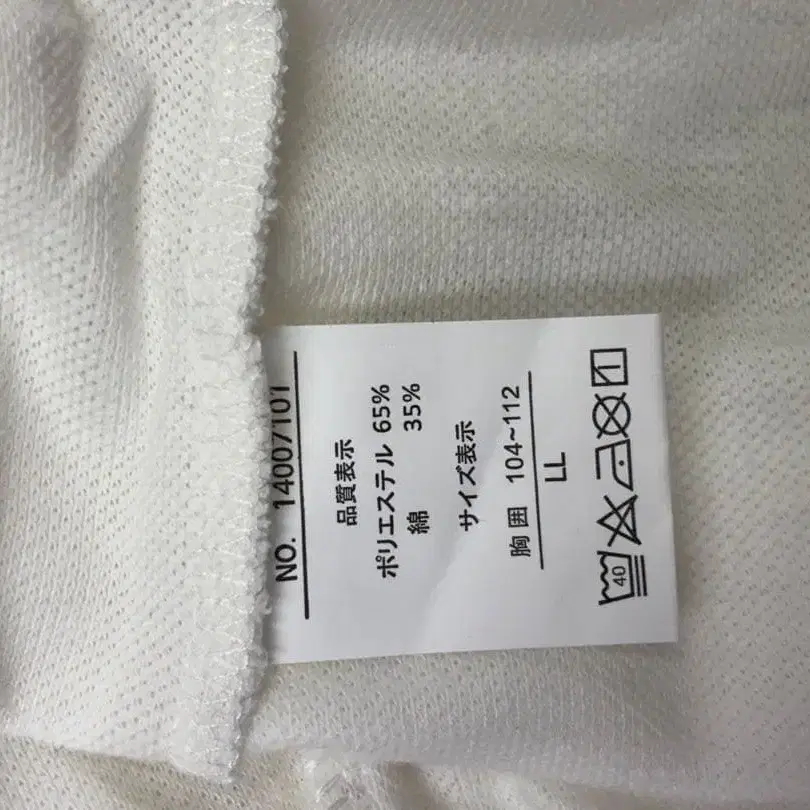 NO. 14007101
品質表示
ポリエステル 65%
綿 35%
サイズ表示
胸囲 104~112
LL
40